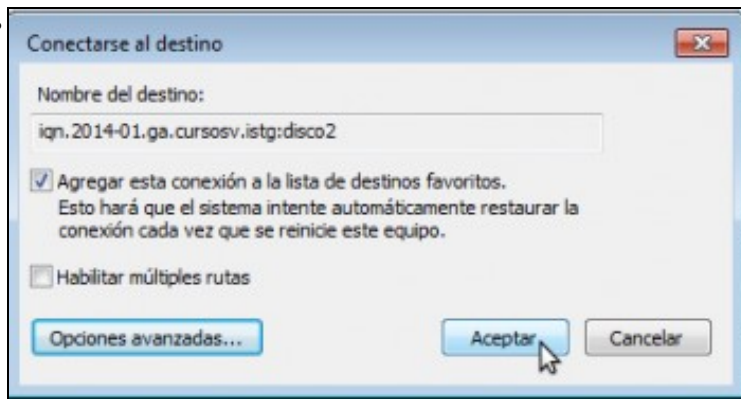 Conectarse al destino
Nombre del destino:
iqn.2014-01.ga.cursosv.istg:disco2
Agregar esta conexión a la lista de destinos favoritos.
Esto hará que el sistema intente automáticamente restaurar la
conexión cada vez que se reinicie este equipo.
Habilitar múltiples rutas
Opciones avanzadas... Aceptar Cancelar